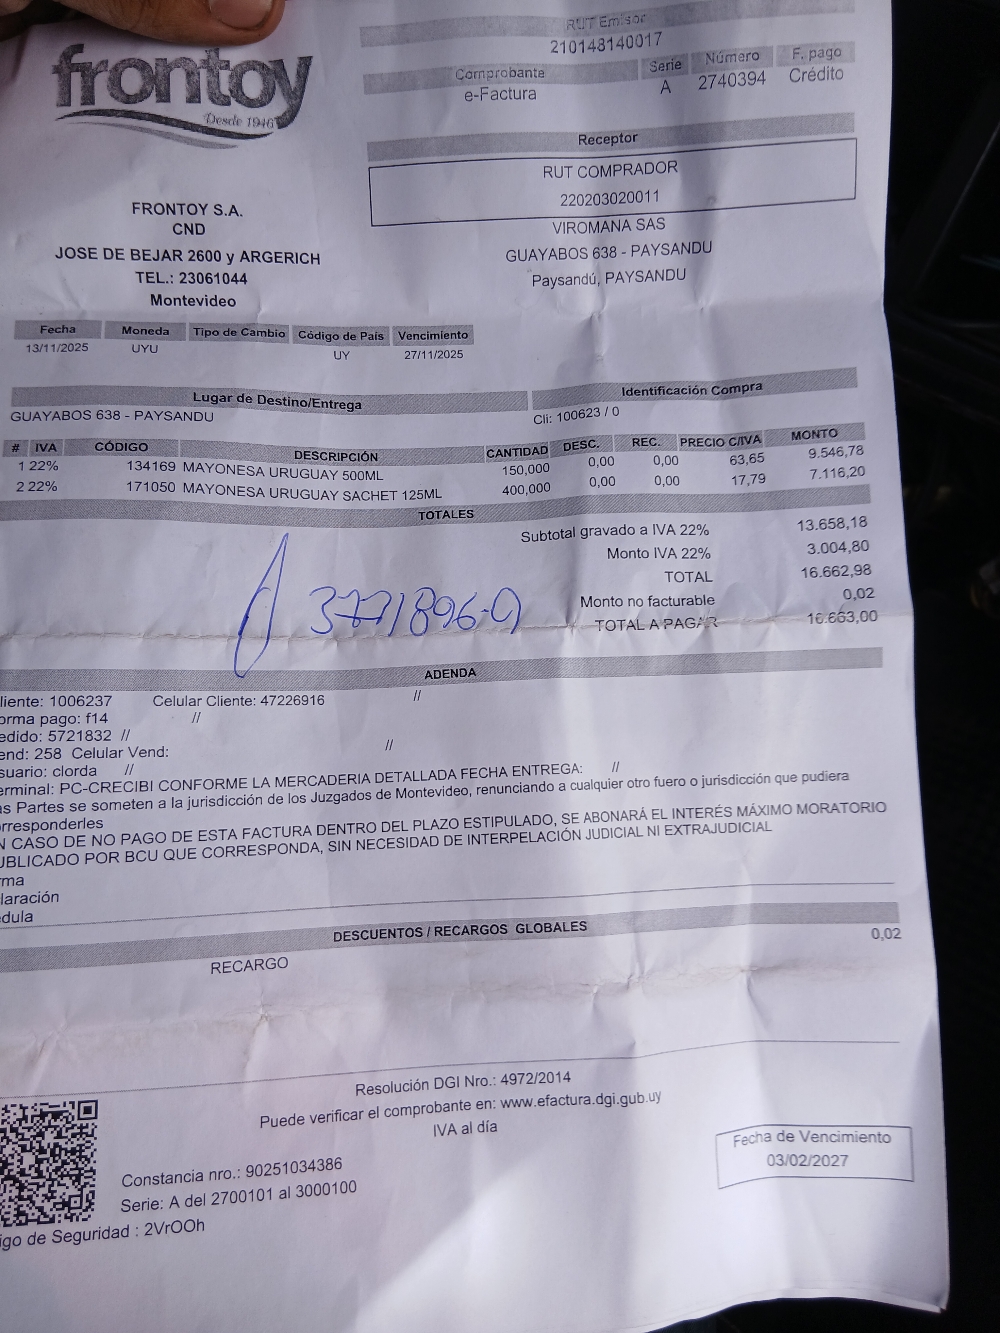 frontoy
Desde 1946
FRONTOY S.A.
CND
JOSE DE BEJAR 2600 y ARGERICH
TEL.: 23061044
Montevideo
RUT Emisor
210148140017
Comprobante Serie Número F. pago
e-Factura A 2740394 Crédito
Receptor
RUT COMPRADOR
220203020011
VIROMANA SAS
GUAYABOS 638 - PAYSANDU
Paysandú, PAYSANDU
Fecha Moneda Tipo de Cambio Código de País Vencimiento
13/11/2025 UYU UY 27/11/2025
Lugar de Destino/Entrega Identificación Compra
GUAYABOS 638 - PAYSANDU Cli: 100623 / 0
# IVA CÓDIGO DESCRIPCIÓN CANTIDAD DESC. REC. PRECIO C/IVA MONTO
1 22% 134169 MAYONESA URUGUAY 500ML 150,000 0,00 0,00 63,65 9.546,78
2 22% 171050 MAYONESA URUGUAY SACHET 125ML 400,000 0,00 0,00 17,79 7.116,20
TOTALES
Subtotal gravado a IVA 22% 13.658,18
Monto IVA 22% 3.004,80
TOTAL 16.662,98
Monto no facturable 0,02
TOTAL A PAGAR 16.663,00
3771896-9
ADENDA
liente: 1006237 Celular Cliente: 47226916 //
orma pago: f14 //
edido: 5721832 //
end: 258 Celular Vend: //
suario: clorda //
erminal: PC-CRECIBI CONFORME LA MERCADERIA DETALLADA FECHA ENTREGA: //
as Partes se someten a la jurisdicción de los Juzgados de Montevideo, renunciando a cualquier otro fuero o jurisdicción que pudiera
orresponderles
N CASO DE NO PAGO DE ESTA FACTURA DENTRO DEL PLAZO ESTIPULADO, SE ABONARÁ EL INTERÉS MÁXIMO MORATORIO
UBLICADO POR BCU QUE CORRESPONDA, SIN NECESIDAD DE INTERPELACIÓN JUDICIAL NI EXTRAJUDICIAL
rma
laración
dula
DESCUENTOS / RECARGOS GLOBALES
RECARGO 0,02
Resolución DGI Nro.: 4972/2014
Puede verificar el comprobante en: www.efactura.dgi.gub.uy
IVA al día
Fecha de Vencimiento
03/02/2027
Constancia nro.: 90251034386
Serie: A del 2700101 al 3000100
igo de Seguridad : 2VrOOh